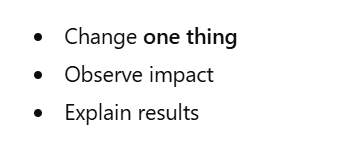 • Change one thing
• Observe impact
• Explain results